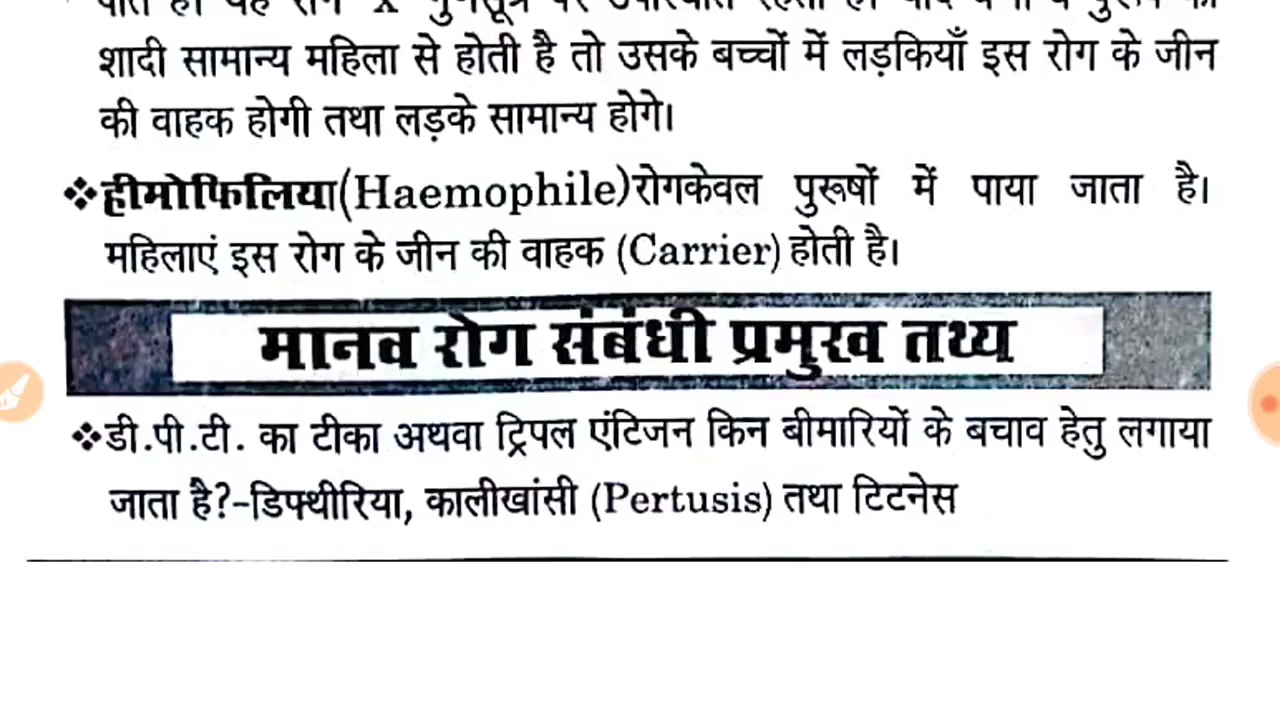 शादी सामान्य महिला से होती है तो उसके बच्चों में लड़कियाँ इस रोग के जीन
की वाहक होगी तथा लड़के सामान्य होगे।
❖हीमोफिलिया(Haemophile)रोगकेवल पुरूषों में पाया जाता है।
महिलाएं इस रोग के जीन की वाहक (Carrier) होती है।
मानव रोग संबंधी प्रमुख तथ्य
❖डी.पी.टी. का टीका अथवा ट्रिपल एंटिजन किन बीमारियों के बचाव हेतु लगाया
जाता है?-डिफ्थीरिया, कालीखांसी (Pertusis) तथा टिटनेस